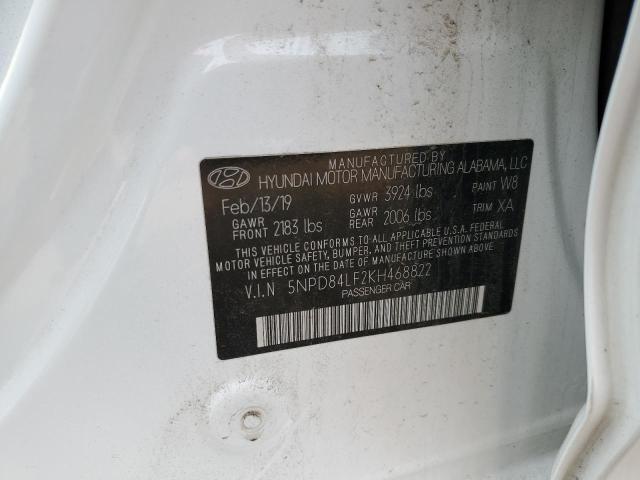 MANUFACTURED BY
HYUNDAI MOTOR MANUFACTURING ALABAMA, LLC
Feb/13/19 GVWR 3924 lbs PAINT W8
GAWR FRONT 2183 lbs GAWR REAR 2006 lbs TRIM XA
THIS VEHICLE CONFORMS TO ALL APPLICABLE U.S.A. FEDERAL
MOTOR VEHICLE SAFETY, BUMPER, AND THEFT PREVENTION STANDARDS
IN EFFECT ON THE DATE OF MANUFACTURE SHOWN ABOVE.
V.I.N 5NPD84LF2KH468822
PASSENGER CAR